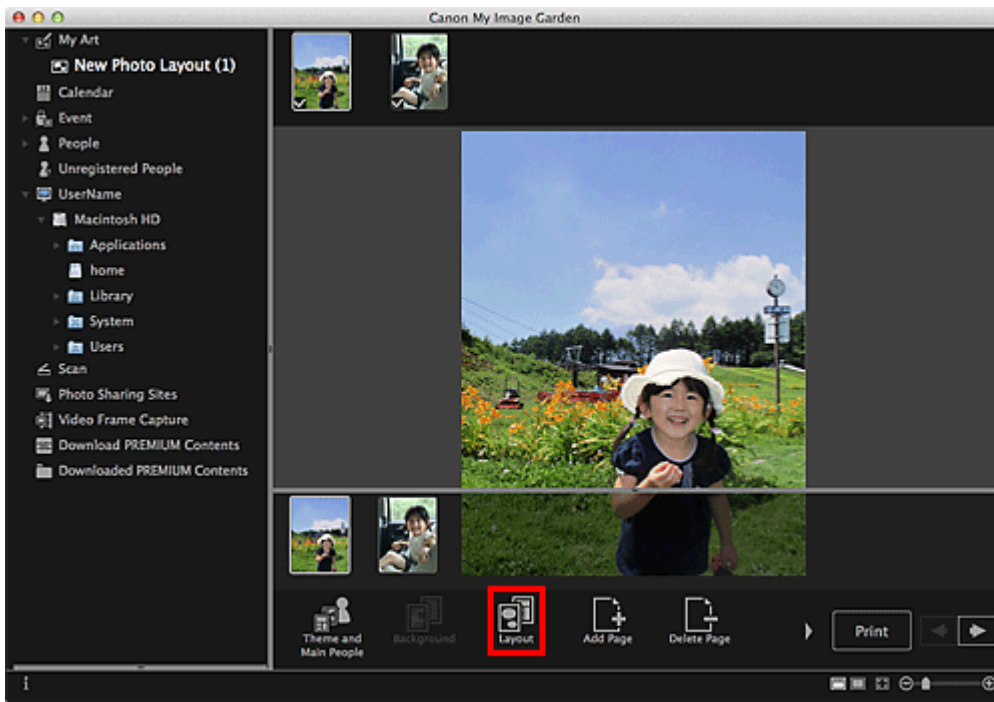 Canon My Image Garden
My Art
New Photo Layout (1)
Calendar
Event
People
Unregistered People
UserName
Macintosh HD
Applications
home
Library
System
Users
Scan
Photo Sharing Sites
Video Frame Capture
Download PREMIUM Contents
Downloaded PREMIUM Contents
Theme and
Main People
Background
Layout
Add Page
Delete Page
Print